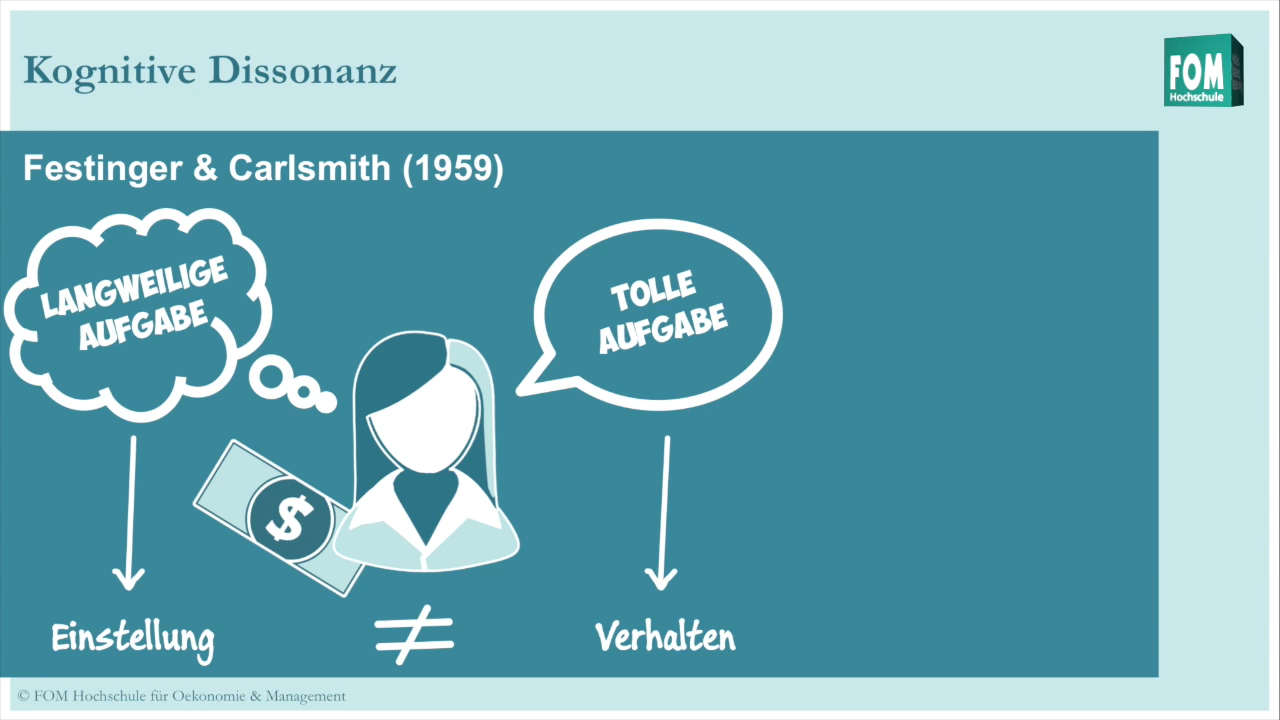 Kognitive Dissonanz
FOM
Hochschule
Festinger & Carlsmith (1959)
LANGWEILIGE
AUFGABE
TOLLE
AUFGABE
$
Einstellung
≠
Verhalten
© FOM Hochschule für Oekonomie & Management